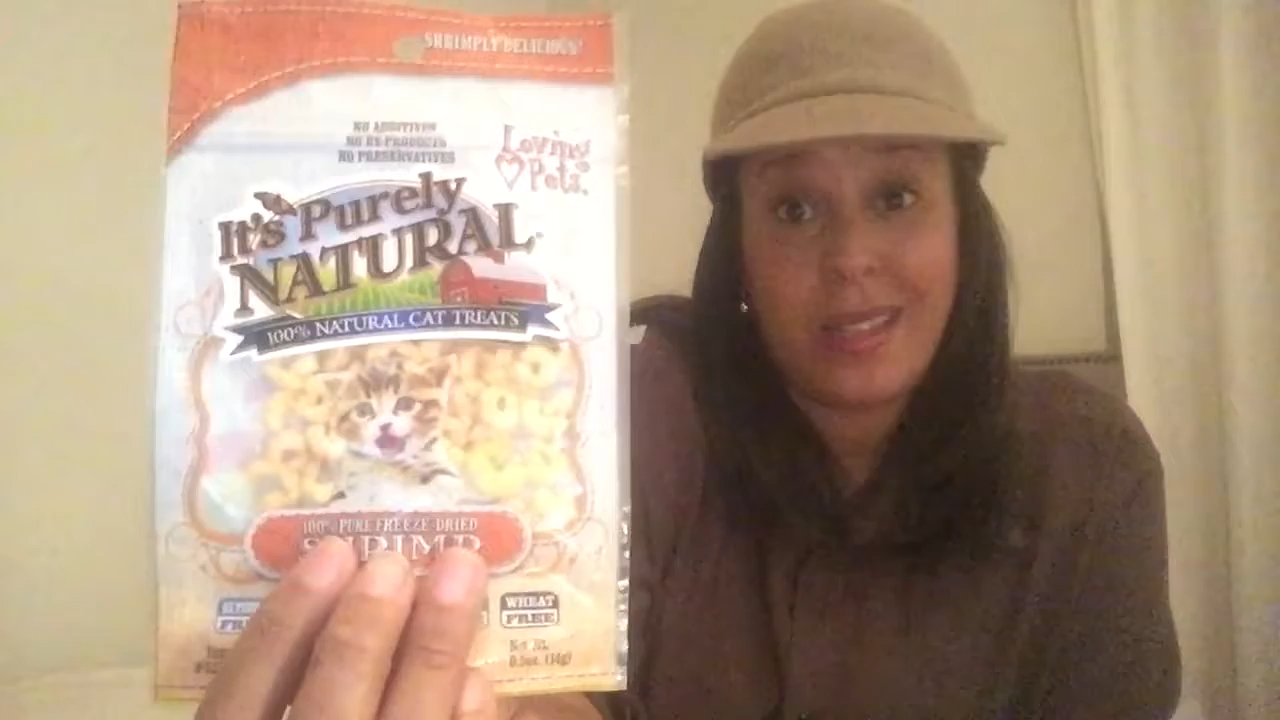 SHRIMPLY DELICIOUS!
NO ADDITIVES
NO BY-PRODUCTS
NO PRESERVATIVES
Loving
Pets.
It's Purely
NATURAL
100% NATURAL CAT TREATS
100% PURE FREEZE-DRIED
SHRIMP
WHEAT
FREE
Net Wt.
0.5oz. (14g)